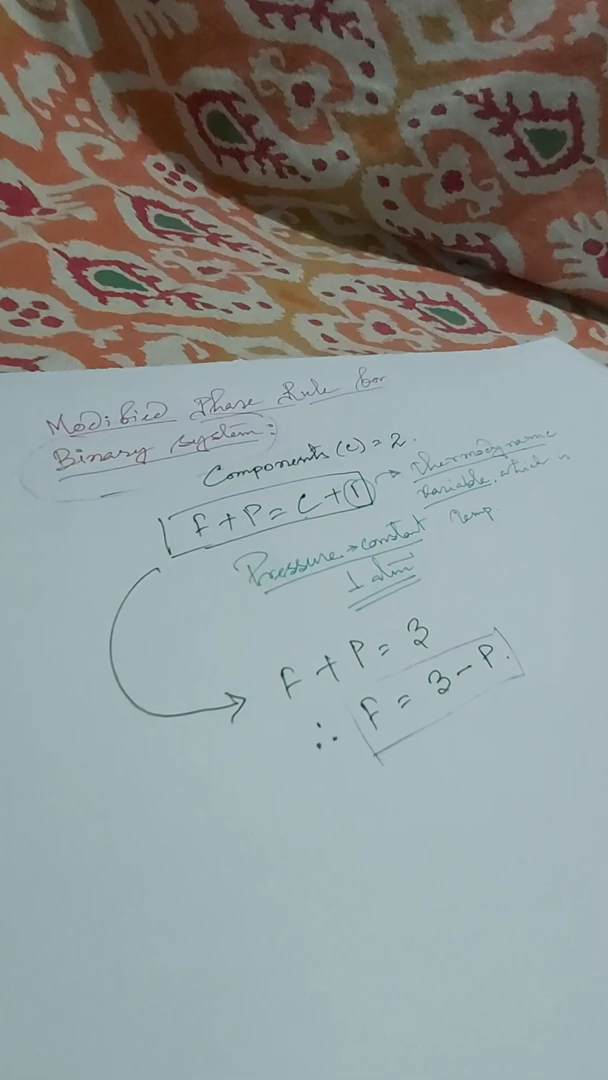 Modified Phase Rule for
Binary System:
Components (c) = 2.
F + P = C + 1 → Thermodynamic
variable, which is
Temp.
Pressure → constant
1 atm
F + P = 3
∴ F = 3 - P.